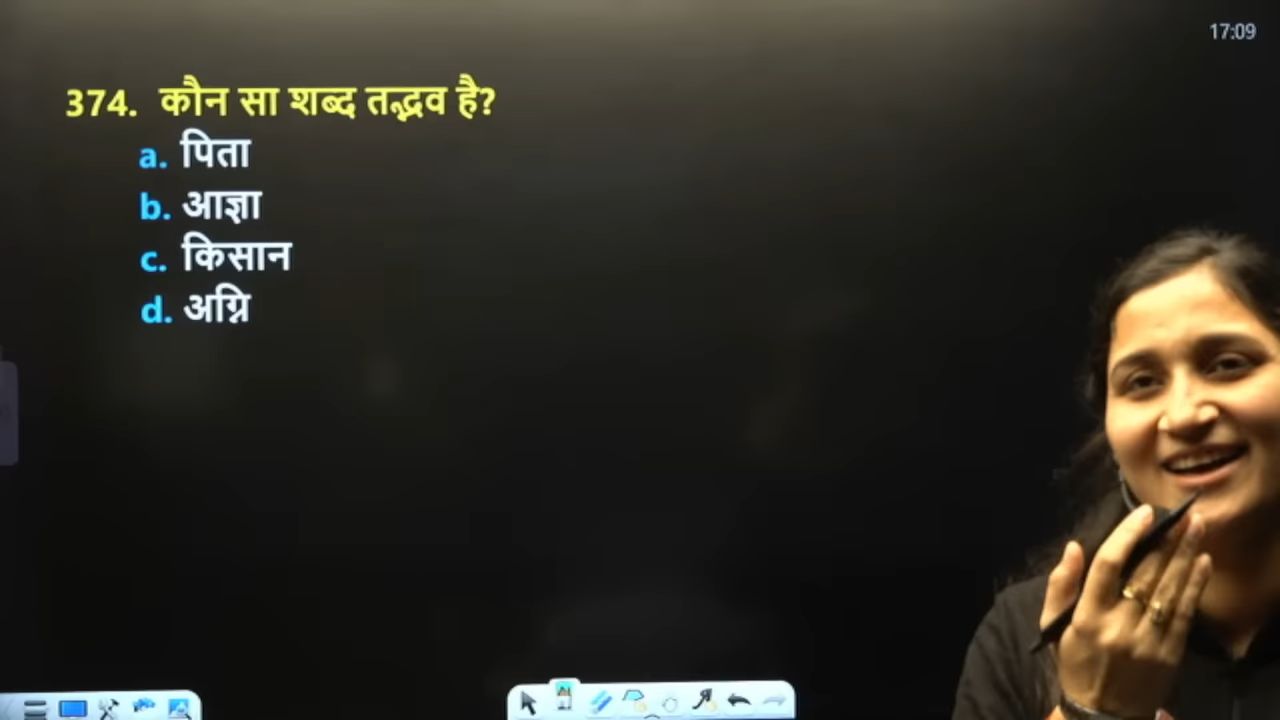 17:09
374. कौन सा शब्द तद्भव है?
a. पिता
b. आज्ञा
c. किसान
d. अग्नि